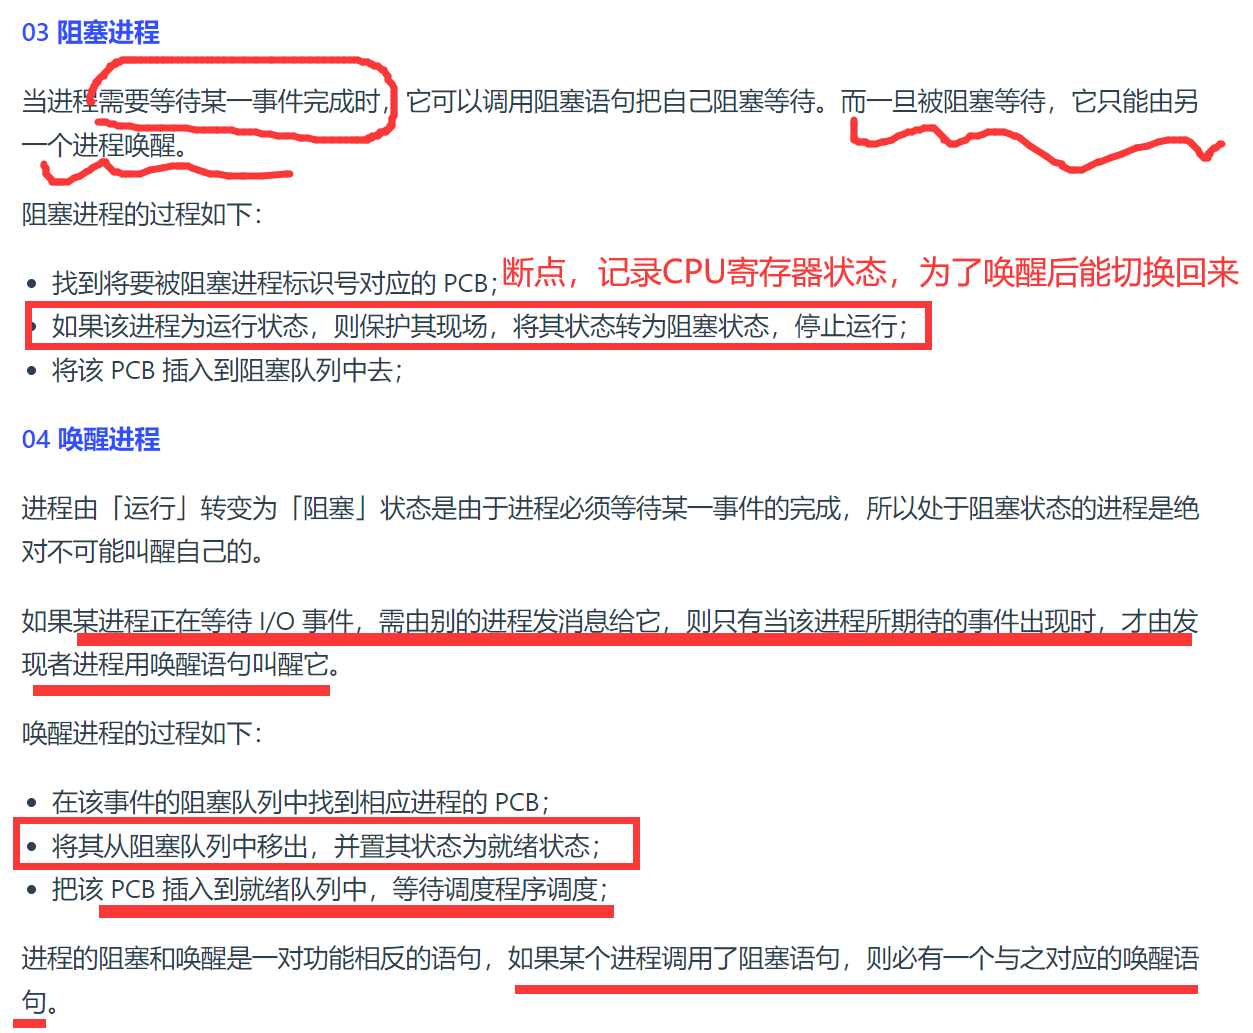 03 阻塞进程
当进程需要等待某一事件完成时，它可以调用阻塞语句把自己阻塞等待。而一旦被阻塞等待，它只能由另
一个进程唤醒。
阻塞进程的过程如下：
断点，记录CPU寄存器状态，为了唤醒后能切换回来
• 找到将要被阻塞进程标识号对应的 PCB；
• 如果该进程为运行状态，则保护其现场，将其状态转为阻塞状态，停止运行；
• 将该 PCB 插入到阻塞队列中去；
04 唤醒进程
进程由「运行」转变为「阻塞」状态是由于进程必须等待某一事件的完成，所以处于阻塞状态的进程是绝
对不可能叫醒自己的。
如果某进程正在等待 I/O 事件，需由别的进程发消息给它，则只有当该进程所期待的事件出现时，才由发
现者进程用唤醒语句叫醒它。
唤醒进程的过程如下：
• 在该事件的阻塞队列中找到相应进程的 PCB；
• 将其从阻塞队列中移出，并置其状态为就绪状态；
• 把该 PCB 插入到就绪队列中，等待调度程序调度；
进程的阻塞和唤醒是一对功能相反的语句，如果某个进程调用了阻塞语句，则必有一个与之对应的唤醒语
句。